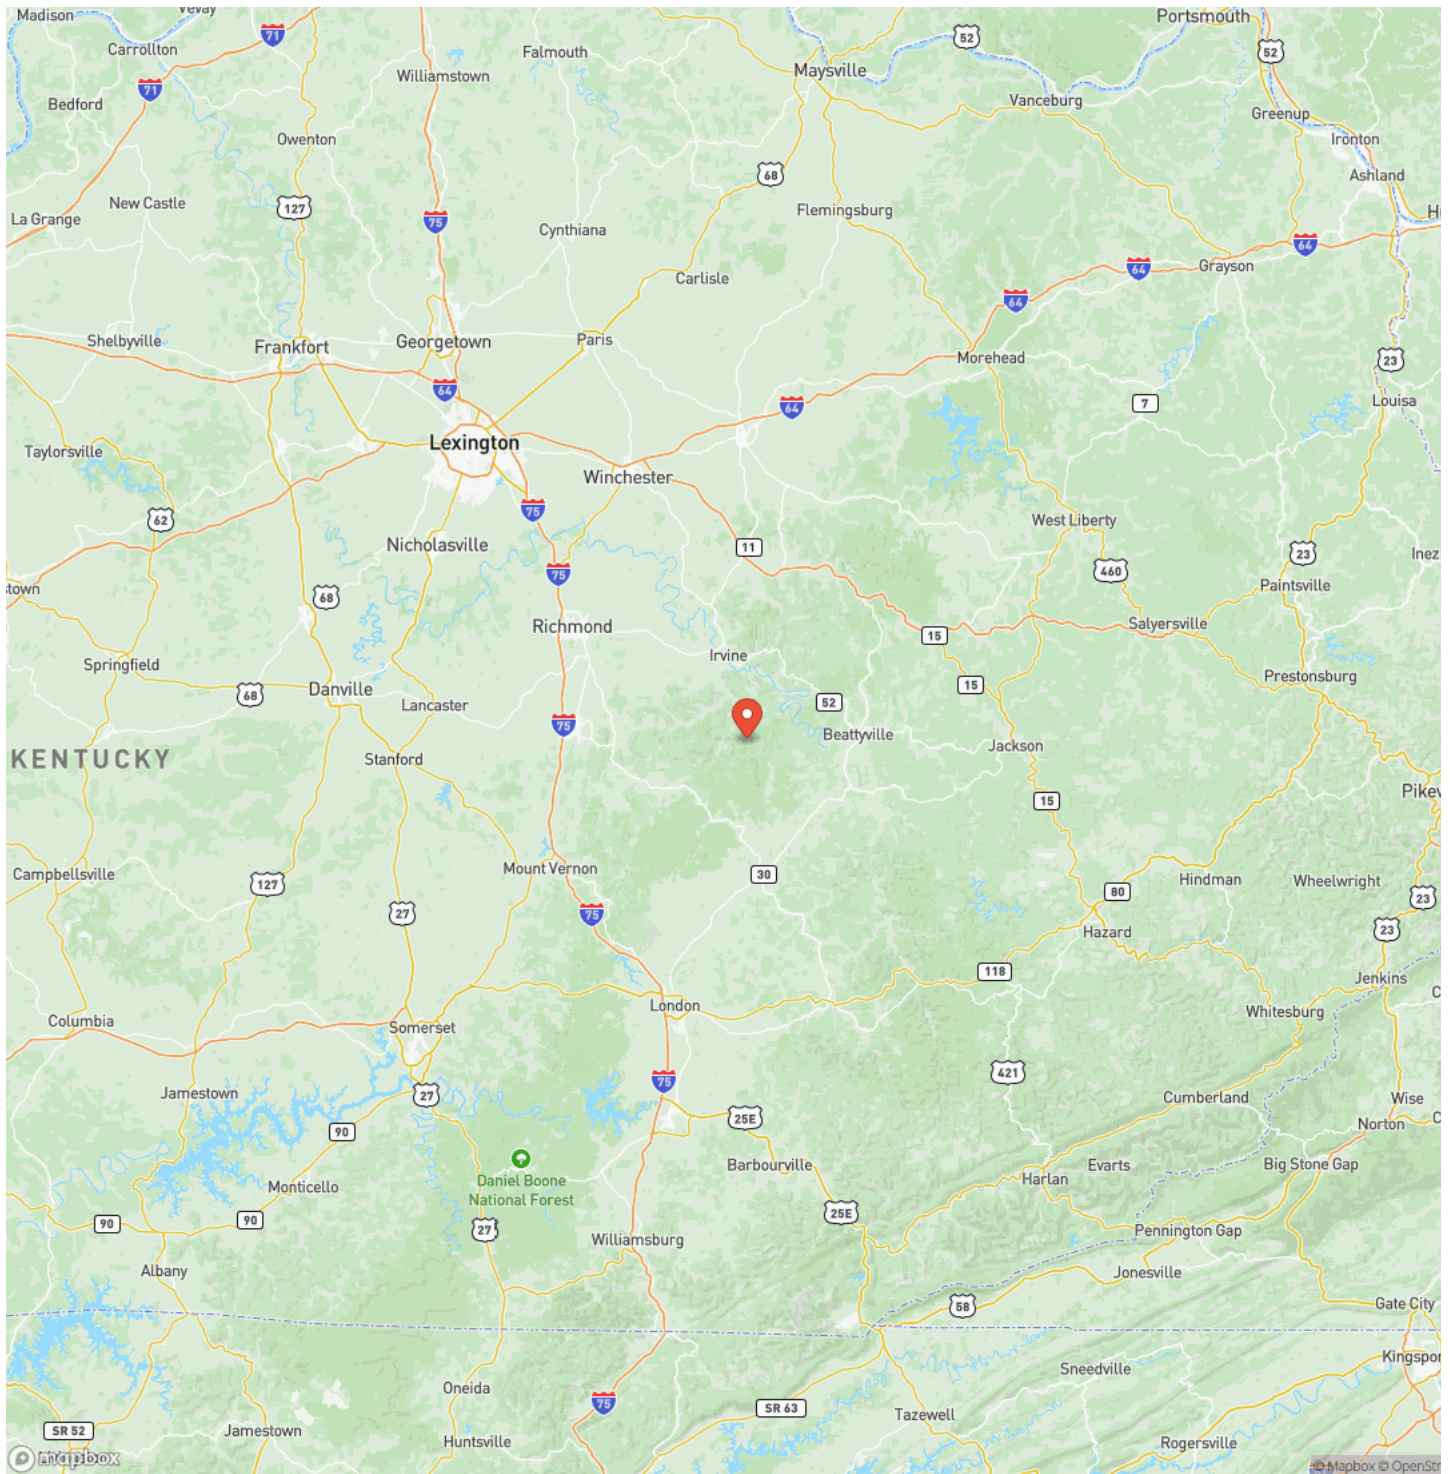 Madison
Vevay
71
Carrollton
71
Bedford
Williamstown
Falmouth
52
Portsmouth
52
Maysville
Vanceburg
Greenup
Ironton
Owenton
Ashland
68
New Castle
127
La Grange
75
Cynthiana
Flemingsburg
64
Carlisle
64
Grayson
64
Shelbyville
Frankfort
Georgetown
Paris
Morehead
23
64
64
7
Louisa
Lexington
Taylorsville
Winchester
75
62
West Liberty
Nicholasville
11
23
Inez
75
460
stown
68
Paintsville
Richmond
15
Salyersville
Springfield
Irvine
15
Prestonsburg
68
Danville
Lancaster
52
75
Beattyville
Jackson
KENTUCKY
Stanford
15
Pikev
Campbellsville
Mount Vernon
30
127
80
Hindman
Wheelwright
27
75
23
Hazard
23
118
Jenkins
London
Whitesburg
Columbia
Somerset
Jamestown
75
421
27
Cumberland
Wise
90
25E
Norton
Barbourville
Evarts
Big Stone Gap
Daniel Boone
National Forest
Monticello
Harlan
90
90
27
25E
Williamsburg
Pennington Gap
Albany
Jonesville
58
Gate City
Sneedville
Kingspor
Oneida
75
SR 63
Tazewell
SR 52
Jamestown
Huntsville
Rogersville
mapbox
© Mapbox © OpenStr